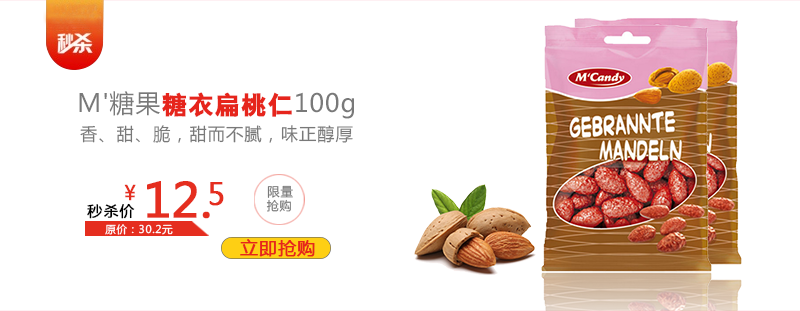 秒杀
M'糖果糖衣扁桃仁100g
香、甜、脆，甜而不腻，味正醇厚
秒杀价 ¥12.5
原价：30.2元
限量
抢购
立即抢购
M'Candy
GEBRANNTE
MANDELN